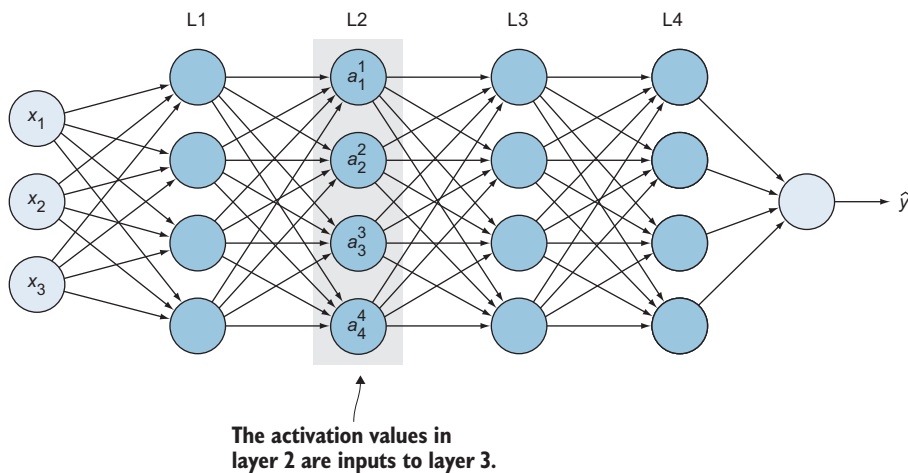 L1 L2 L3 L4
x₁
x₂
x₃
a₁¹
a₂²
a₃³
a₄⁴
ŷ
The activation values in
layer 2 are inputs to layer 3.